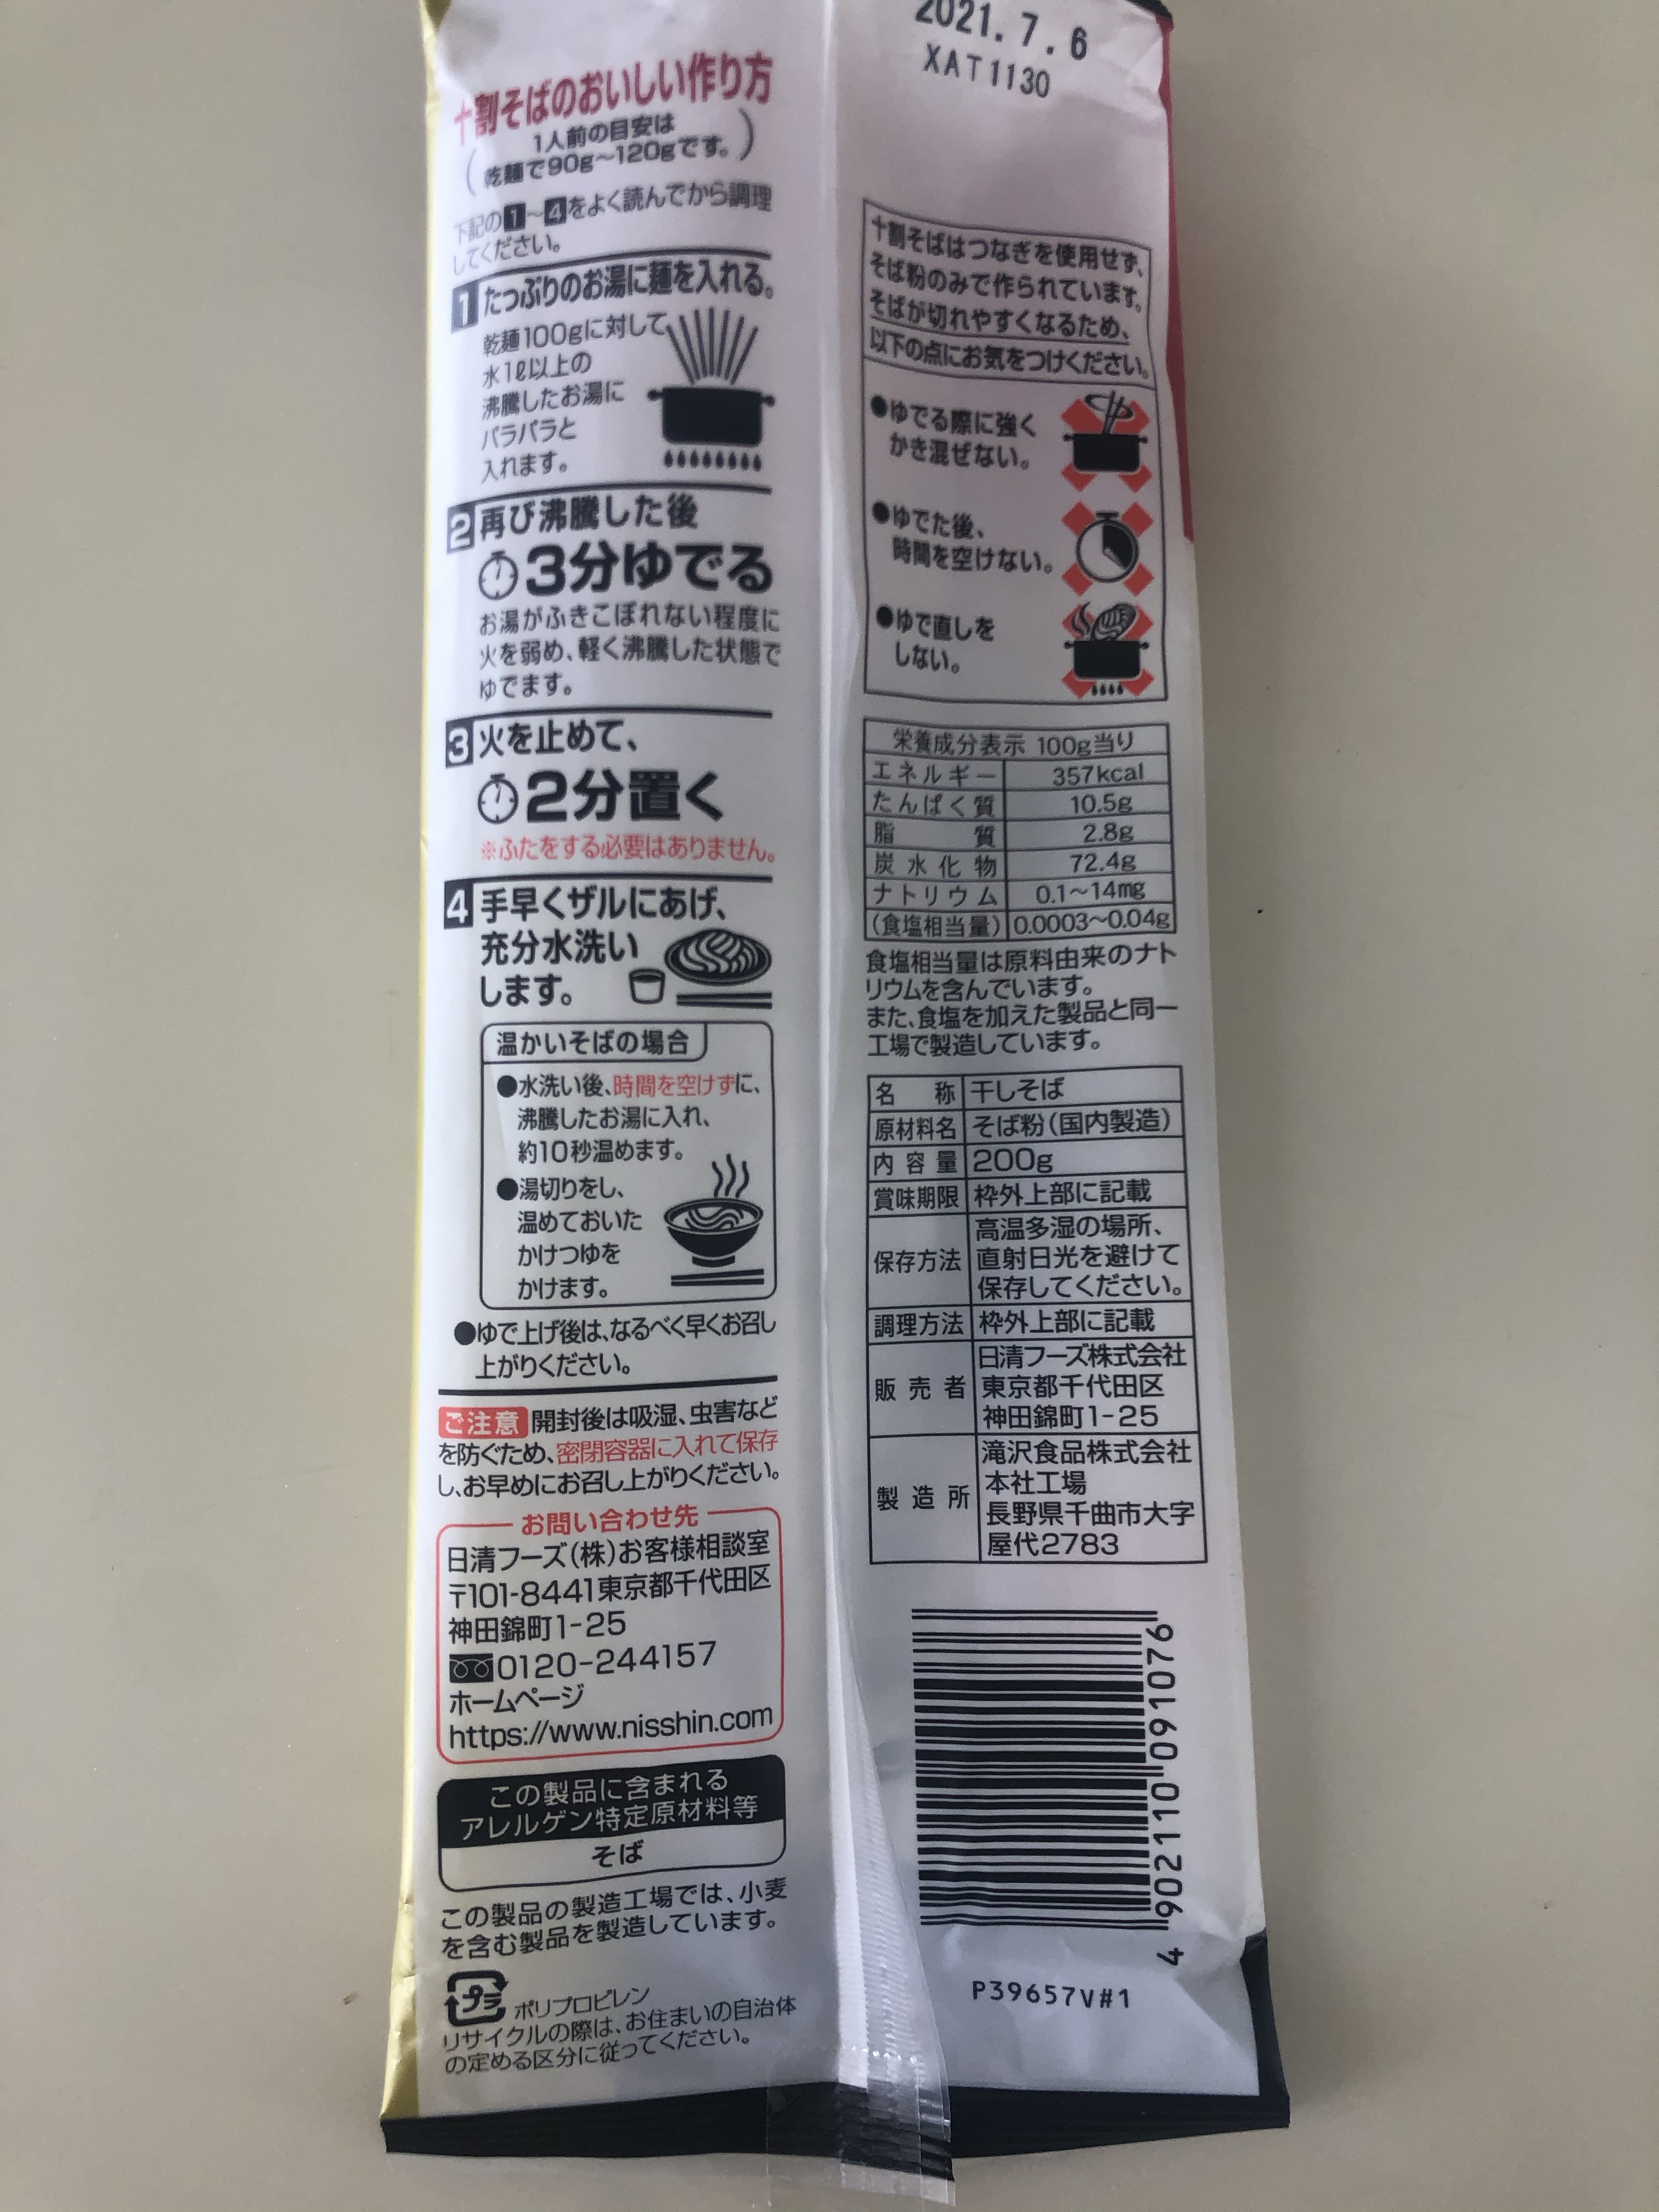 十割そばのおいしい作り方
(1人前の目安は
乾麺で90g〜120gです。)
下記の1〜4をよく読んでから調理
してください。
1 たっぷりのお湯に麺を入れる。
乾麺100gに対して
水1ℓ以上の
沸騰したお湯に
パラパラと
入れます。
2 再び沸騰した後
3分ゆでる
お湯がふきこぼれない程度に
火を弱め、軽く沸騰した状態で
ゆでます。
3 火を止めて、
2分置く
※ふたをする必要はありません。
4 手早くザルにあげ、
充分水洗い
します。
温かいそばの場合
●水洗い後、時間を空けずに、
沸騰したお湯に入れ、
約10秒温めます。
●湯切りをし、
温めておいた
かけつゆを
かけます。
●ゆで上げ後は、なるべく早くお召し
上がりください。
ご注意 開封後は吸湿、虫害など
を防ぐため、密閉容器に入れて保存
し、お早めにお召し上がりください。
お問い合わせ先
日清フーズ(株)お客様相談室
〒101-8441東京都千代田区
神田錦町1-25
0120-244157
ホームページ
https://www.nisshin.com
この製品に含まれる
アレルゲン特定原材料等
そば
この製品の製造工場では、小麦
を含む製品を製造しています。
プラ ポリプロピレン
リサイクルの際は、お住まいの自治体
の定める区分に従ってください。
2021.7.6
XAT1130
十割そばはつなぎを使用せず、
そば粉のみで作られています。
そばが切れやすくなるため、
以下の点にお気をつけください。
●ゆでる際に強く
かき混ぜない。
●ゆでた後、
時間を空けない。
●ゆで直しを
しない。
栄養成分表示 100g当り
エネルギー 357kcal
たんぱく質 10.5g
脂質 2.8g
炭水化物 72.4g
ナトリウム 0.1〜14mg
(食塩相当量) 0.0003〜0.04g
食塩相当量は原料由来のナト
リウムを含んでいます。
また、食塩を加えた製品と同一
工場で製造しています。
名称 干しそば
原材料名 そば粉(国内製造)
内容量 200g
賞味期限 枠外上部に記載
保存方法 高温多湿の場所、
直射日光を避けて
保存してください。
調理方法 枠外上部に記載
販売者 日清フーズ株式会社
東京都千代田区
神田錦町1-25
製造所 滝沢食品株式会社
本社工場
長野県千曲市大字
屋代2783
4 902110 091076
P39657V#1